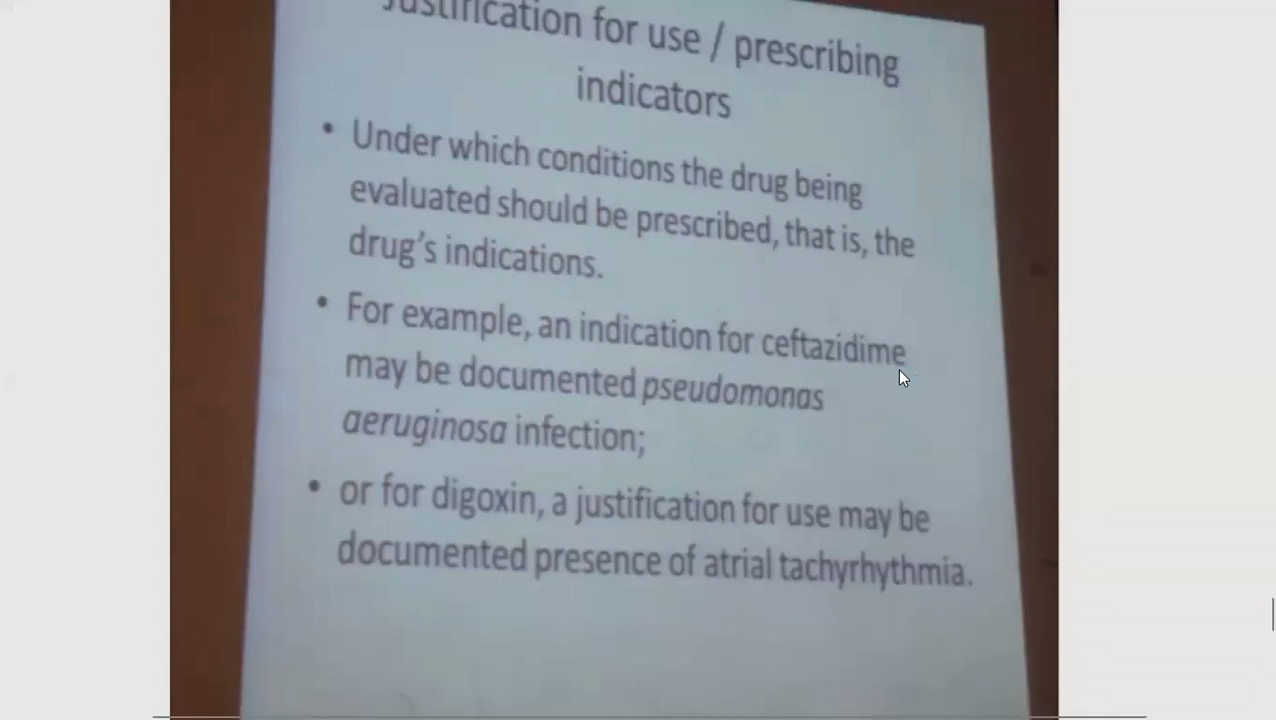 Justification for use / prescribing
indicators
• Under which conditions the drug being
evaluated should be prescribed, that is, the
drug's indications.
• For example, an indication for ceftazidime
may be documented pseudomonas
aeruginosa infection;
• or for digoxin, a justification for use may be
documented presence of atrial tachyrhythmia.